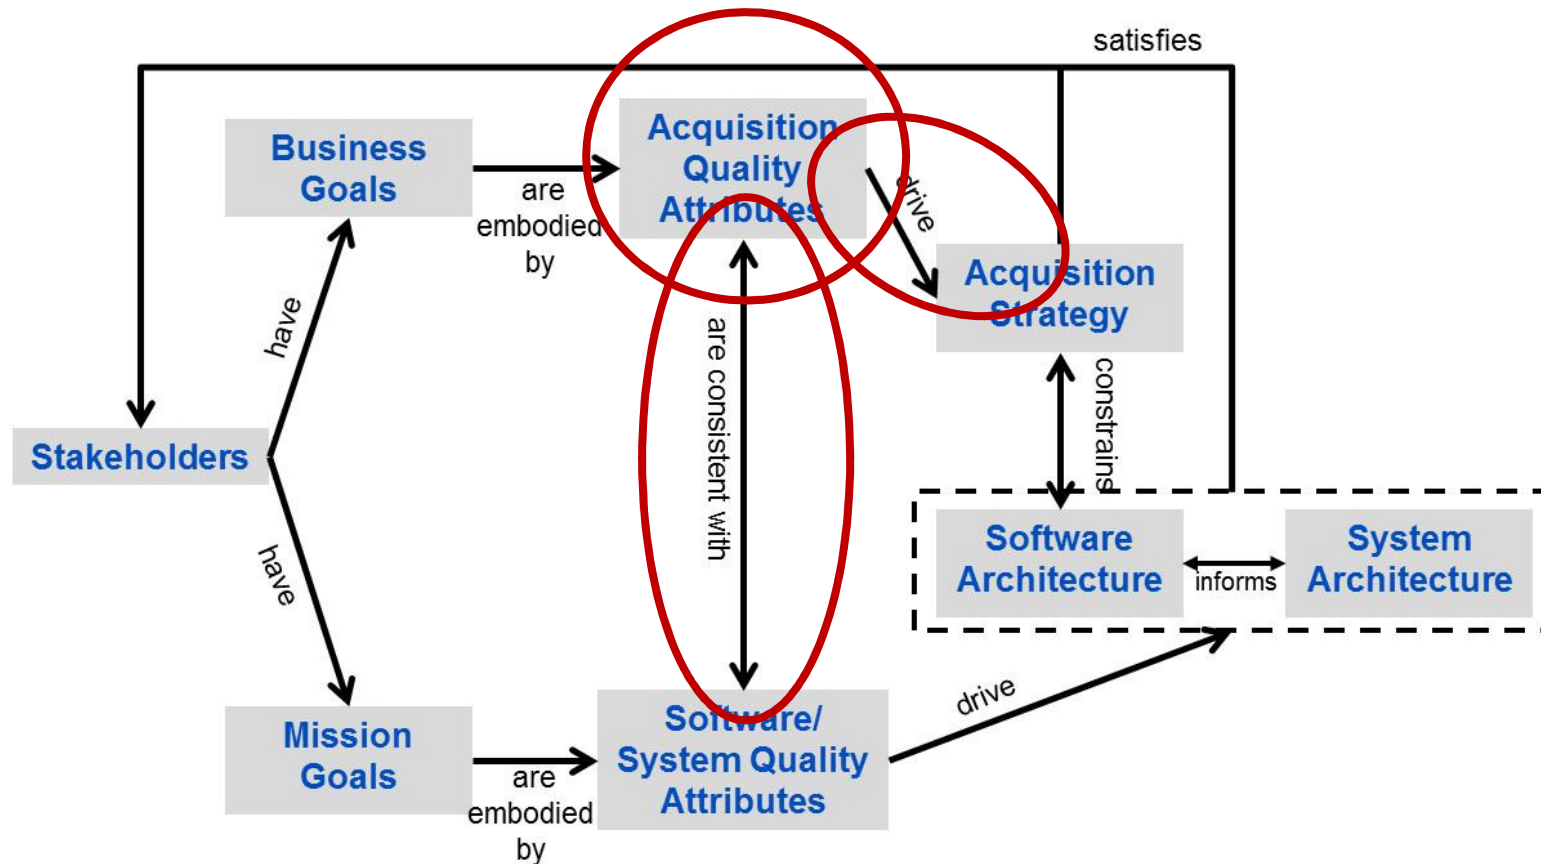 satisfies
Business
Goals
are
embodied
by
Acquisition
Quality
Attributes
drive
Acquisition
Strategy
have
are consistent with
constrains
Stakeholders
have
Software
Architecture
informs
System
Architecture
Mission
Goals
are
embodied
by
Software/
System Quality
Attributes
drive